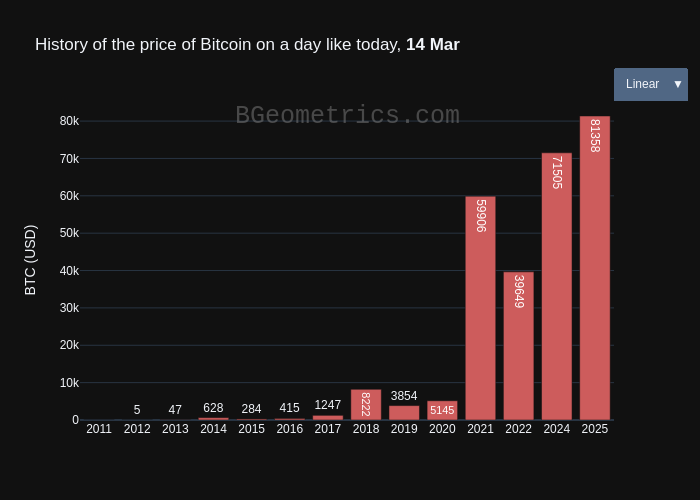 History of the price of Bitcoin on a day like today, 14 Mar
Linear ▼
BGeometrics.com
BTC (USD)
80k
70k
60k
50k
40k
30k
20k
10k
0
5
47
628
284
415
1247
8222
3854
5145
59906
39649
71505
81358
2011 2012 2013 2014 2015 2016 2017 2018 2019 2020 2021 2022 2024 2025